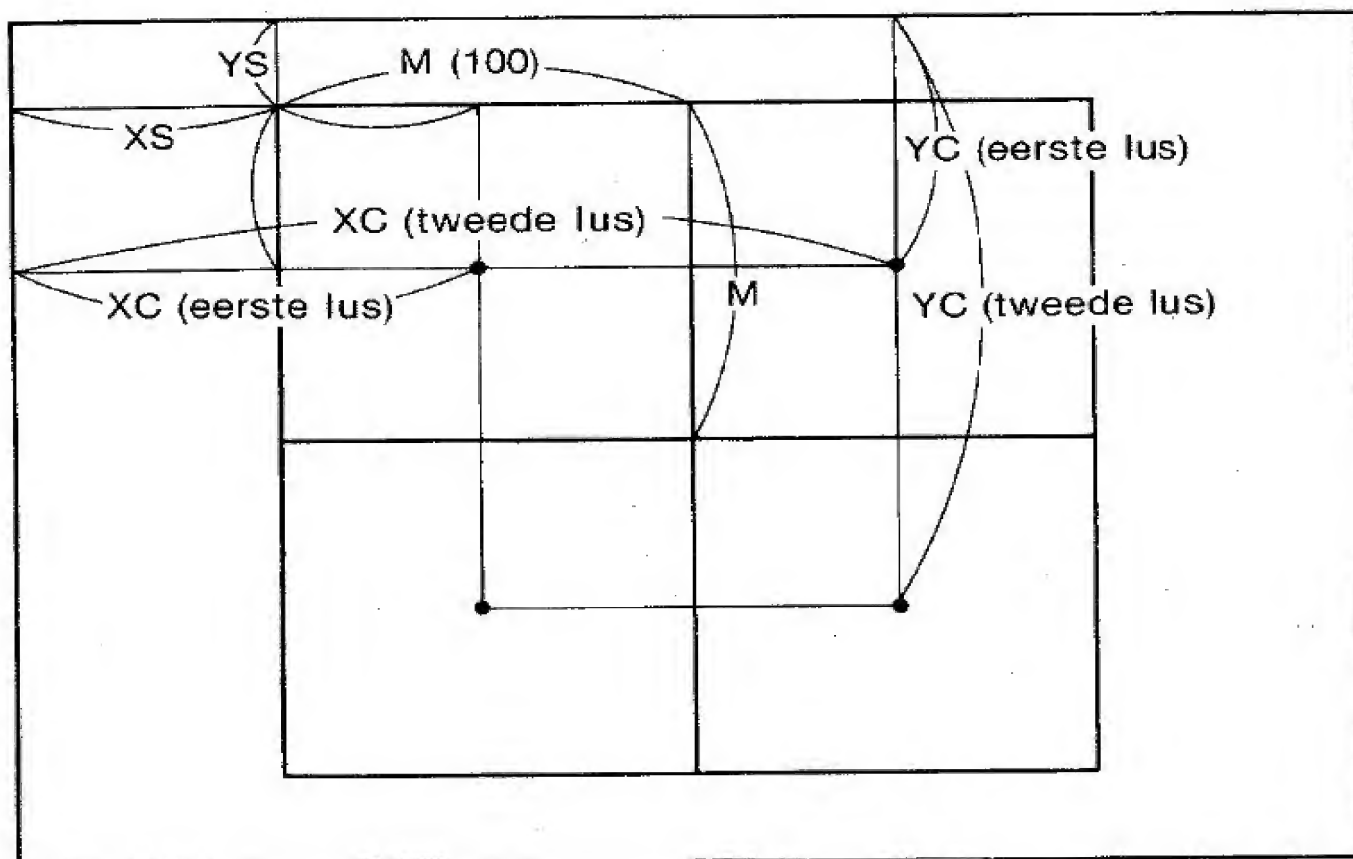 YS
M (100)
XS
YC (eerste lus)
XC (tweede lus)
XC (eerste lus)
M
YC (tweede lus)